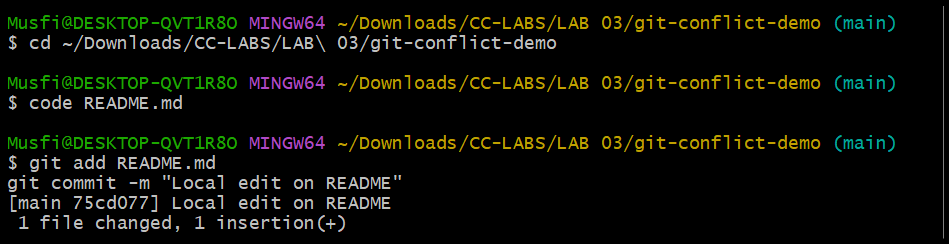 Musfi@DESKTOP-QVT1R8O MINGW64 ~/Downloads/CC-LABS/LAB 03/git-conflict-demo (main)
$ cd ~/Downloads/CC-LABS/LAB\ 03/git-conflict-demo
Musfi@DESKTOP-QVT1R8O MINGW64 ~/Downloads/CC-LABS/LAB 03/git-conflict-demo (main)
$ code README.md
Musfi@DESKTOP-QVT1R8O MINGW64 ~/Downloads/CC-LABS/LAB 03/git-conflict-demo (main)
$ git add README.md
git commit -m "Local edit on README"
[main 75cd077] Local edit on README
 1 file changed, 1 insertion(+)